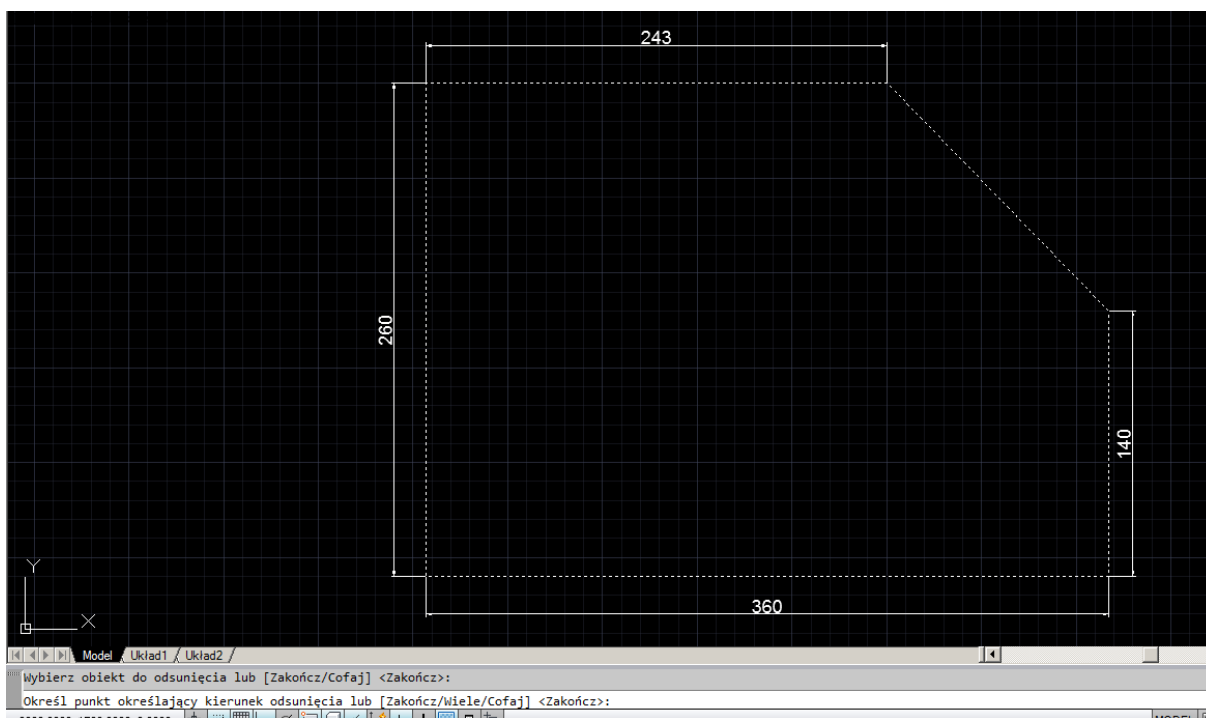 243
260
140
360
Y
X
Model Układ1 Układ2
Wybierz obiekt do odsunięcia lub [Zakończ/Cofaj] <Zakończ>:
Określ punkt określający kierunek odsunięcia lub [Zakończ/Wiele/Cofaj] <Zakończ>:
MODEL